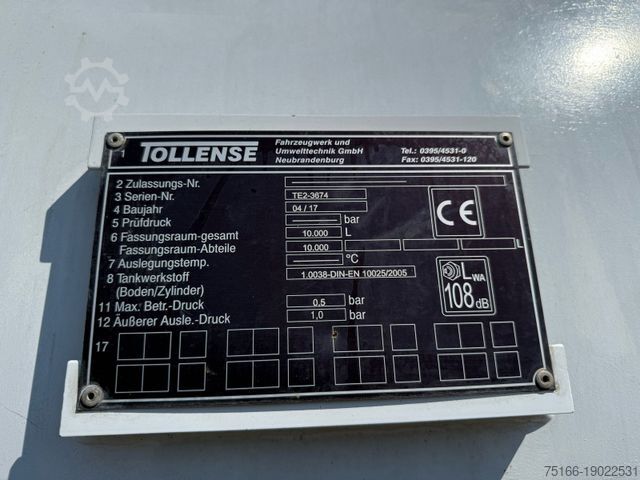 1 TOLLENSE
Fahrzeugwerk und
Umwelttechnik GmbH
Neubrandenburg
Tel.: 0395/4531-0
Fax: 0395/4531-120
2 Zulassungs-Nr.
3 Serien-Nr. TE2-3674
4 Baujahr 04 / 17
5 Prüfdruck bar
6 Fassungsraum-gesamt 10.000 L
Fassungsraum-Abteile 10.000 L
7 Auslegungstemp. °C
8 Tankwerkstoff 1.0038-DIN-EN 10025/2005
(Boden/Zylinder)
11 Max. Betr.-Druck 0,5 bar
12 Äußerer Ausle.-Druck 1,0 bar
17
CE
LWA
108 dB
75166-19022531